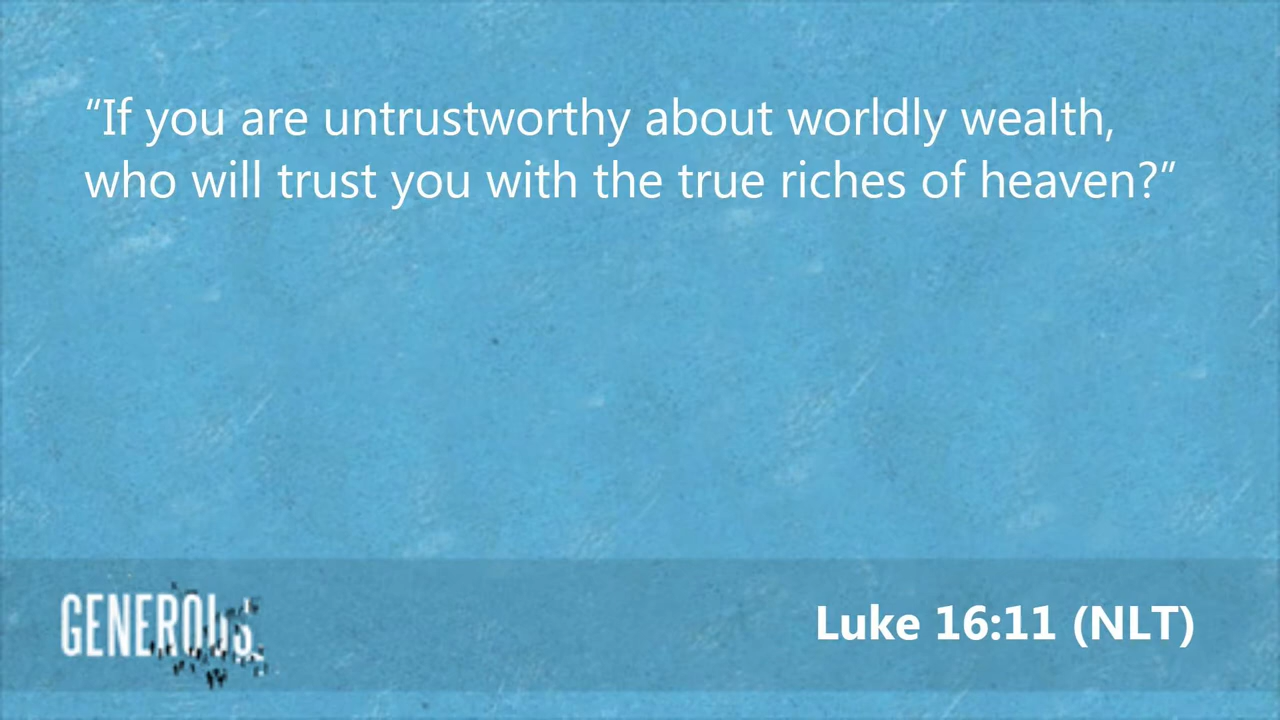 “If you are untrustworthy about worldly wealth,
who will trust you with the true riches of heaven?”
GENEROUS
Luke 16:11 (NLT)